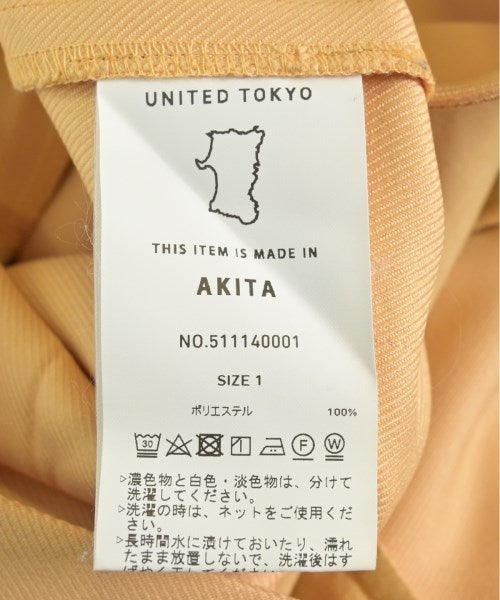 UNITED TOKYO
THIS ITEM IS MADE IN
AKITA
NO.511140001
SIZE 1
ポリエステル 100%
30 F W
>濃色物と白色・淡色物は、分けて
洗濯してください。
>洗濯の時は、ネットをご使用くだ
さい。
>長時間水に漬けておいたり、濡れ
たまま放置しないで、洗濯後はす